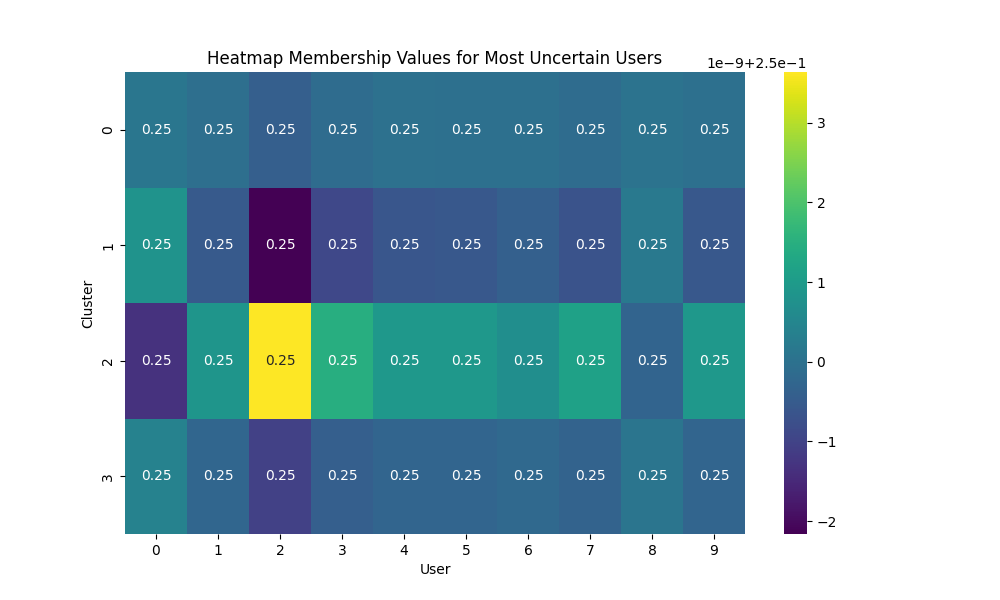 Heatmap Membership Values for Most Uncertain Users
1e−9+2.5e−1
0 0.25 0.25 0.25 0.25 0.25 0.25 0.25 0.25 0.25 0.25
1 0.25 0.25 0.25 0.25 0.25 0.25 0.25 0.25 0.25 0.25
2 0.25 0.25 0.25 0.25 0.25 0.25 0.25 0.25 0.25 0.25
3 0.25 0.25 0.25 0.25 0.25 0.25 0.25 0.25 0.25 0.25
Cluster
0 1 2 3 4 5 6 7 8 9
User
3
2
1
0
−1
−2